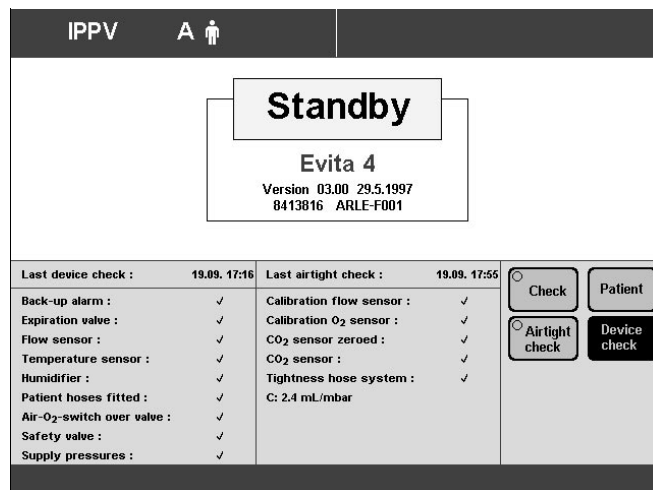 IPPV A
Standby
Evita 4
Version 03.00 29.5.1997
8413816 ARLE-F001
Last device check : 19.09. 17:16
Back-up alarm : ✓
Expiration valve : ✓
Flow sensor : ✓
Temperature sensor : ✓
Humidifier : ✓
Patient hoses fitted : ✓
Air-O₂-switch over valve : ✓
Safety valve : ✓
Supply pressures : ✓
Last airtight check : 19.09. 17:55
Calibration flow sensor : ✓
Calibration O₂ sensor : ✓
CO₂ sensor zeroed : ✓
CO₂ sensor : ✓
Tightness hose system : ✓
C: 2.4 mL/mbar
Check
Patient
Airtight
check
Device
check